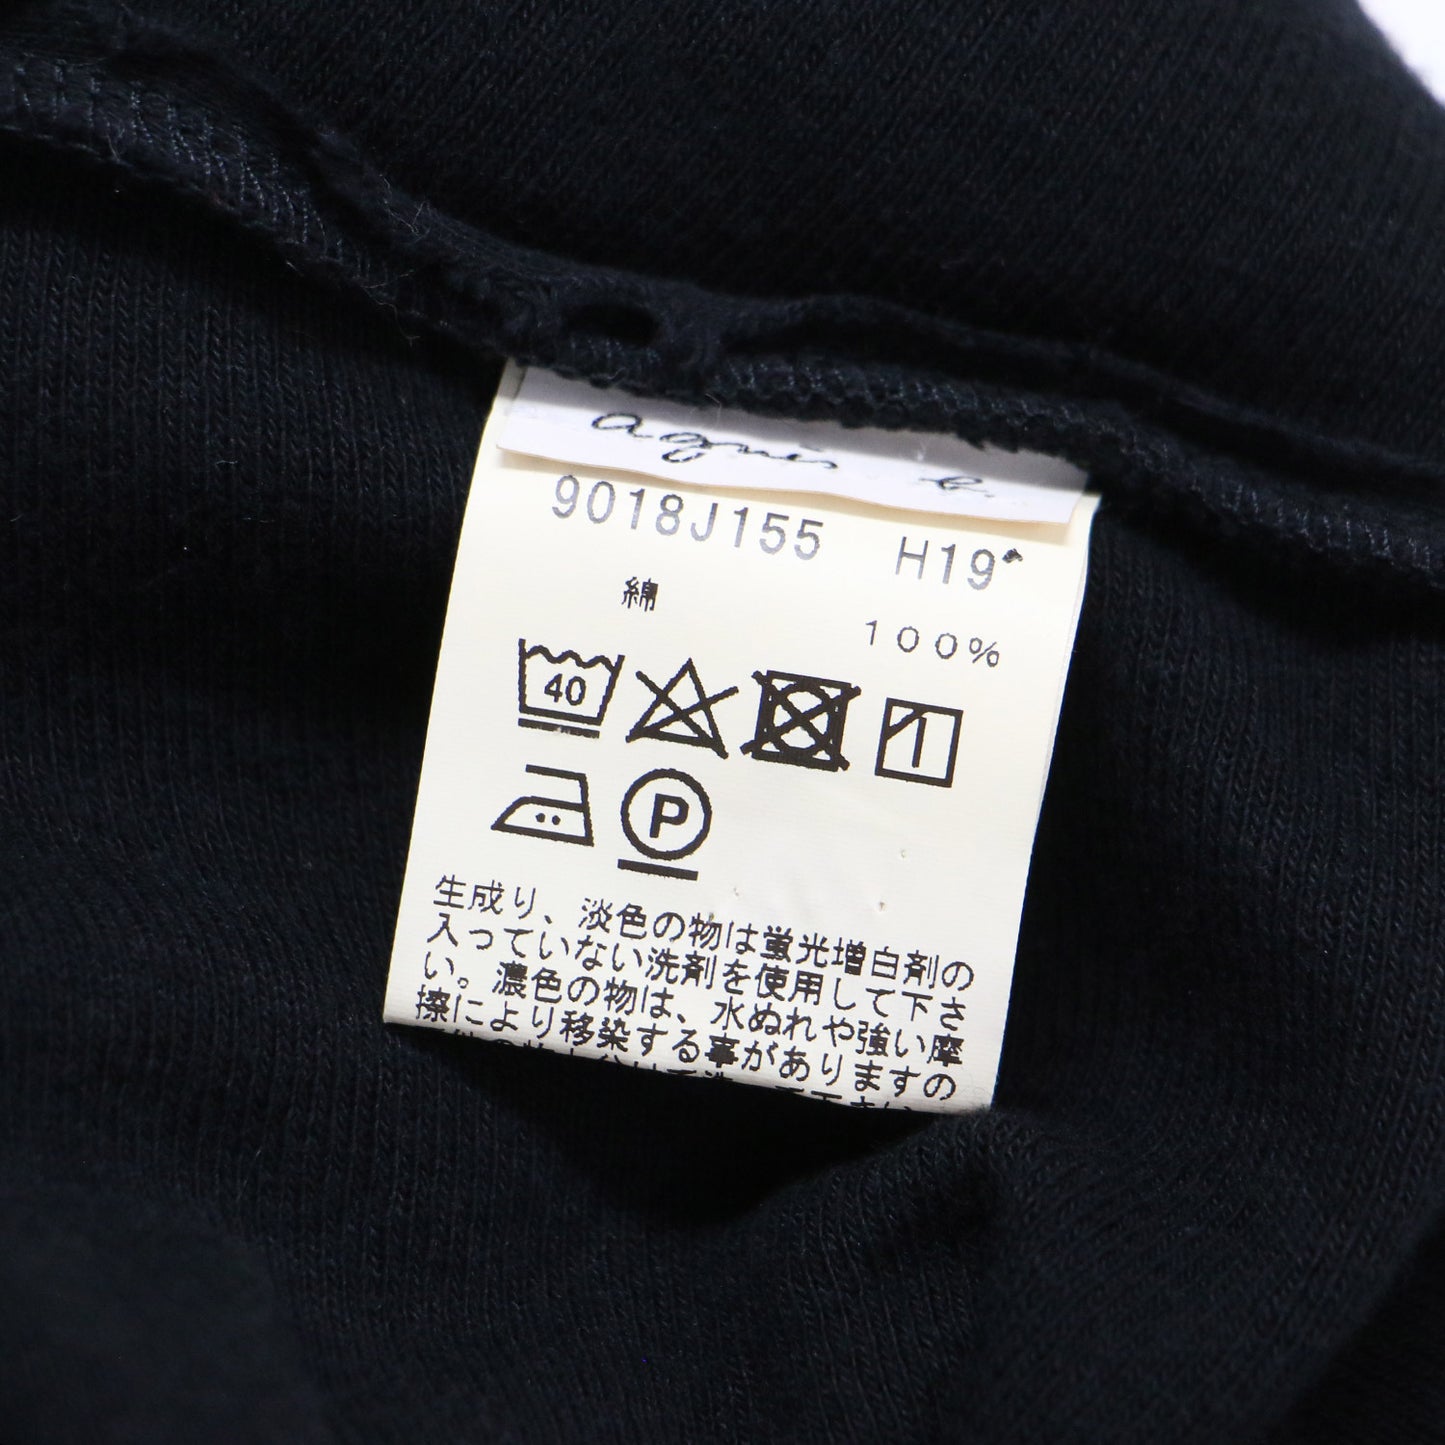 agnès b.
9018J155 H19
綿
100%
40
1
P
生成り、淡色の物は蛍光増白剤の
入っていない洗剤を使用して下さ
い。濃色の物は、水ぬれや強い摩
擦により移染する事がありますの